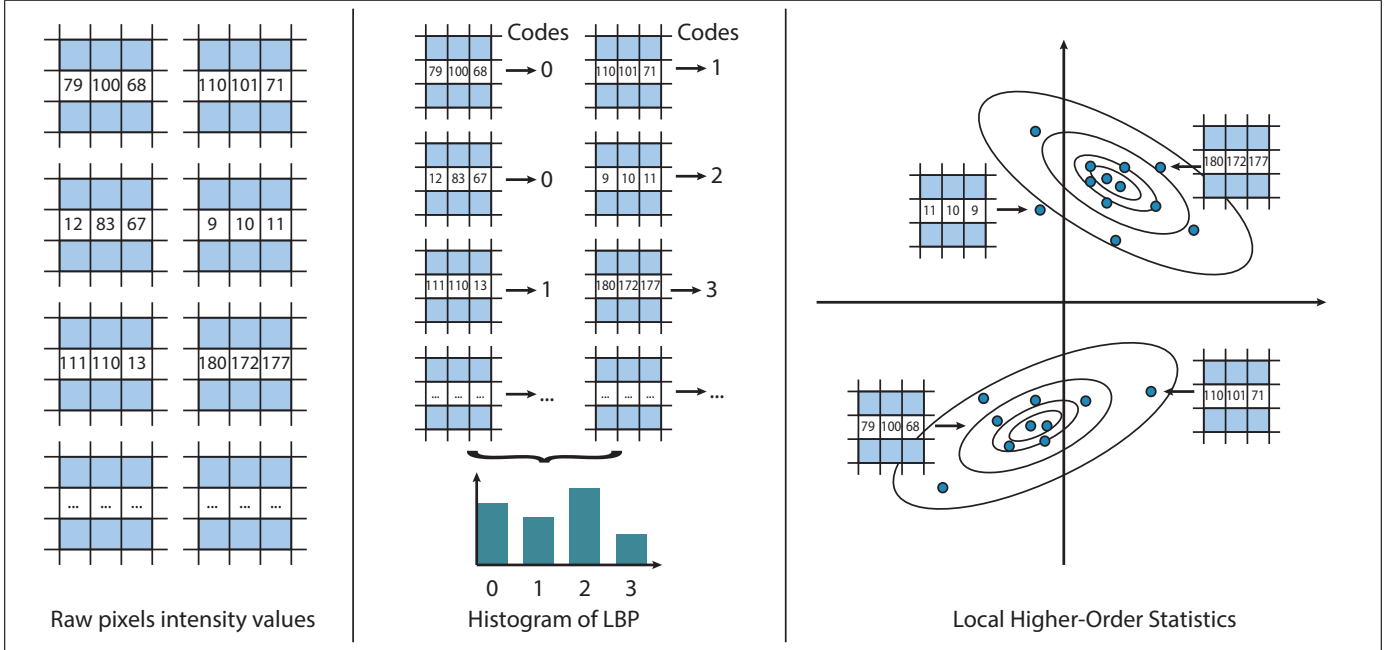 79 100 68
110 101 71
12 83 67
9 10 11
111 110 13
180 172 177
... ... ...
... ... ...
Raw pixels intensity values
Codes
Codes
79 100 68 0
110 101 71 1
12 83 67 0
9 10 11 2
111 110 13 1
180 172 177 3
... ... ... ...
... ... ... ...
0 1 2 3
Histogram of LBP
180 172 177
11 10 9
110 101 71
79 100 68
Local Higher-Order Statistics